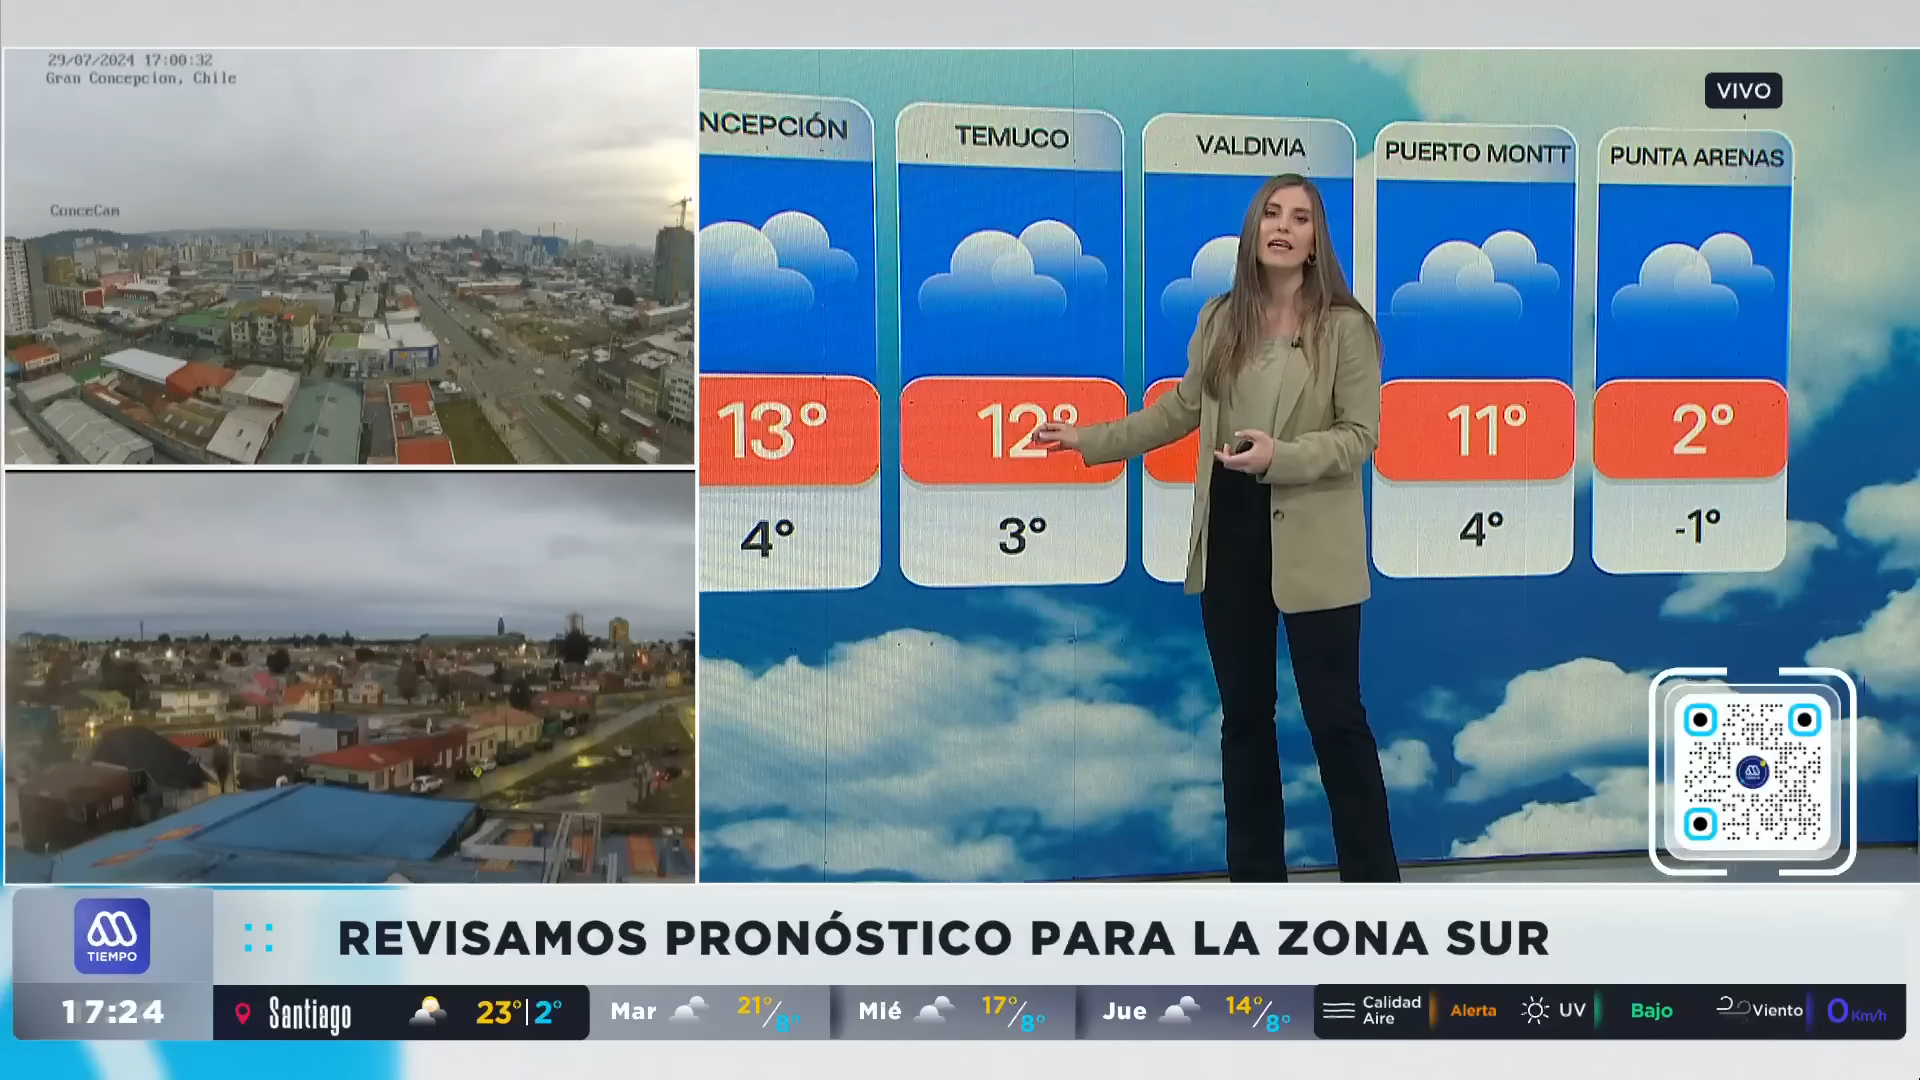 29/07/2024 17:00:32
Gran Concepcion, Chile
ConceCam
VIVO
NCEPCIÓN
13°
4°
TEMUCO
12°
3°
VALDIVIA
PUERTO MONTT
11°
4°
PUNTA ARENAS
2°
-1°
TIEMPO
REVISAMOS PRONÓSTICO PARA LA ZONA SUR
17:24
Santiago 23° 2°
Mar 21°/8°
Mié 17°/8°
Jue 14°/8°
Calidad
Aire
Alerta
UV Bajo
Viento 0 Km/h